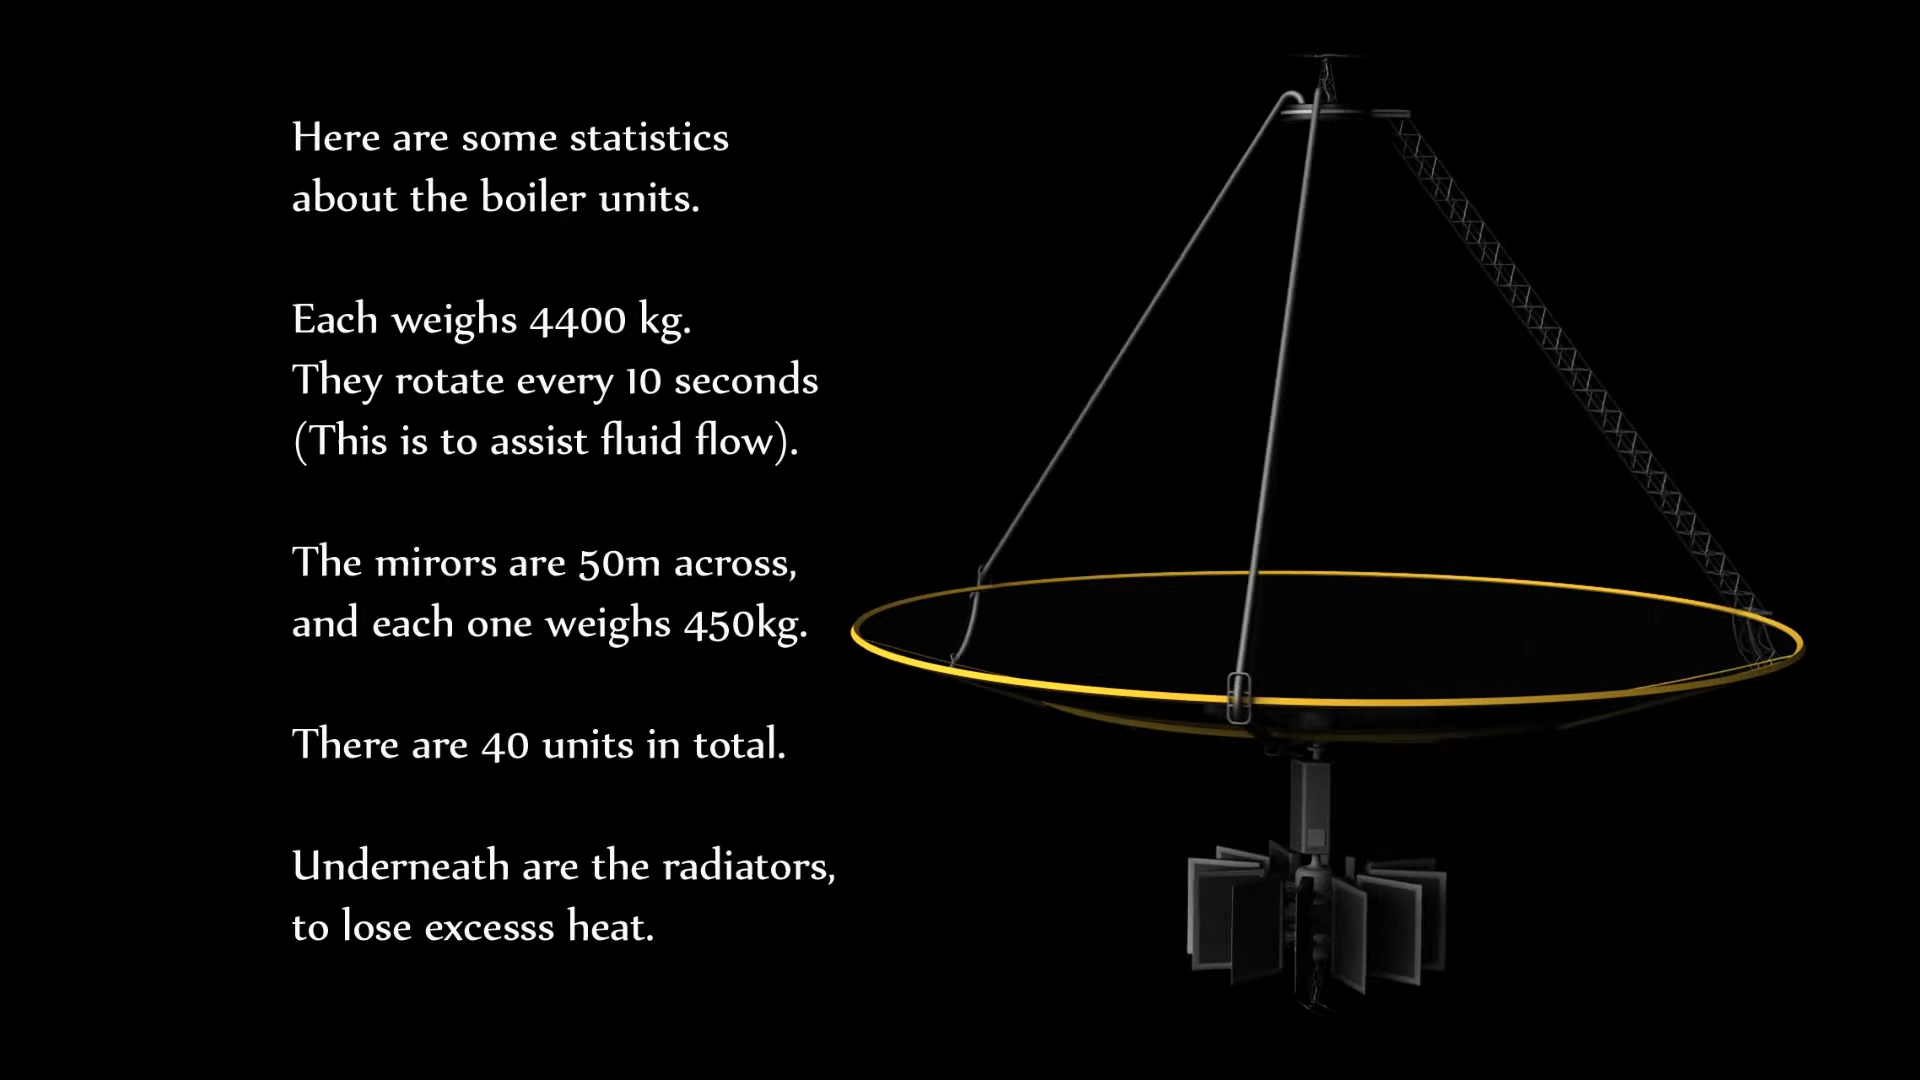 Here are some statistics
about the boiler units.
Each weighs 4400 kg.
They rotate every 10 seconds
(This is to assist fluid flow).
The mirors are 50m across,
and each one weighs 450kg.
There are 40 units in total.
Underneath are the radiators,
to lose excesss heat.